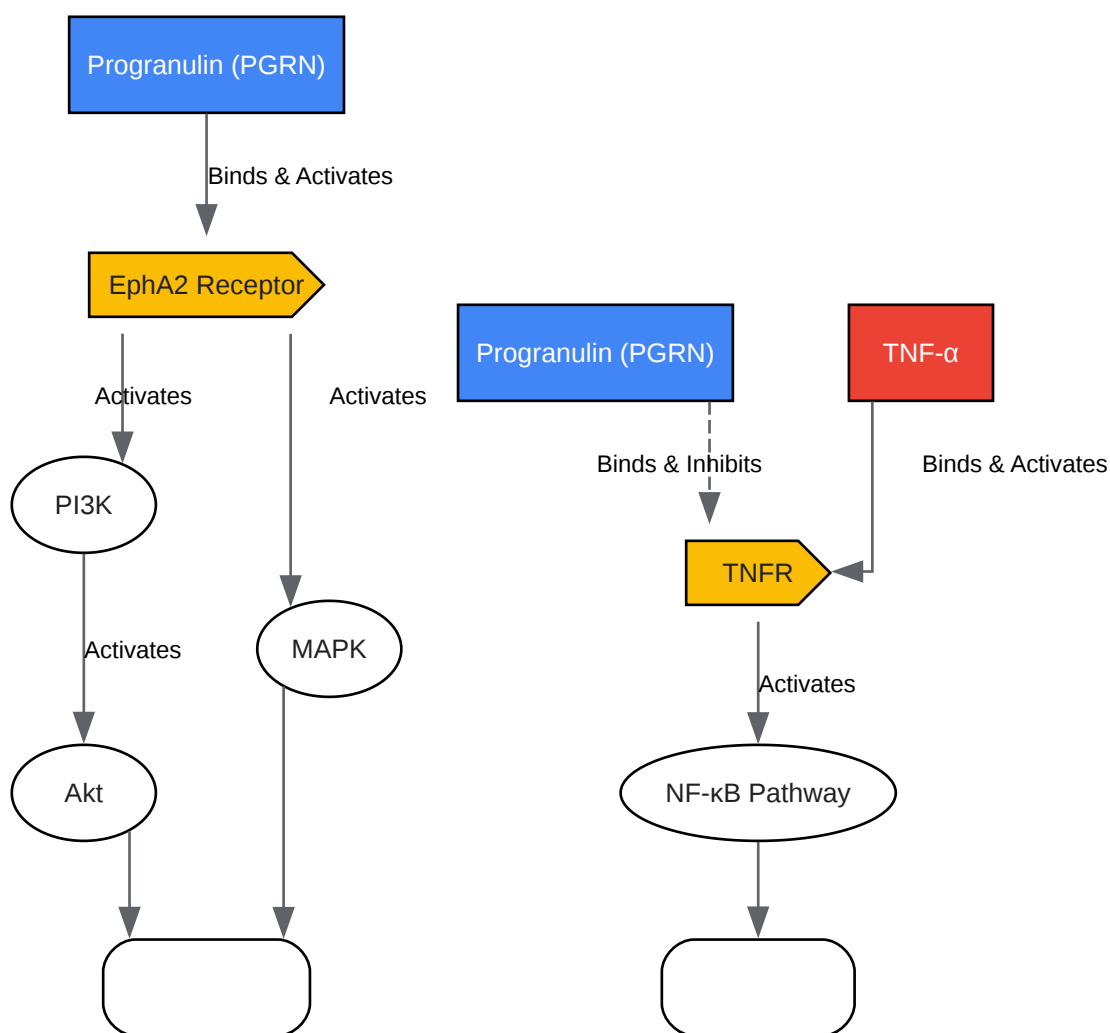 Progranulin (PGRN)
Binds & Activates
EphA2 Receptor
Activates
Activates
PI3K
Activates
MAPK
Akt
Progranulin (PGRN)
TNF-α
Binds & Inhibits
Binds & Activates
TNFR
Activates
NF-κB Pathway